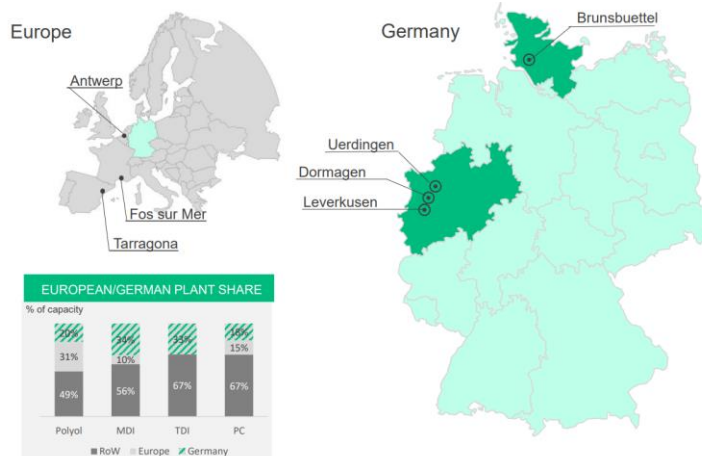 Europe
Antwerp
Fos sur Mer
Tarragona
Germany
Brunsbuettel
Uerdingen
Dormagen
Leverkusen
EUROPEAN/GERMAN PLANT SHARE
% of capacity
20% 34% 33% 18%
31% 10% 15%
49% 56% 67% 67%
Polyol MDI TDI PC
RoW Europe Germany